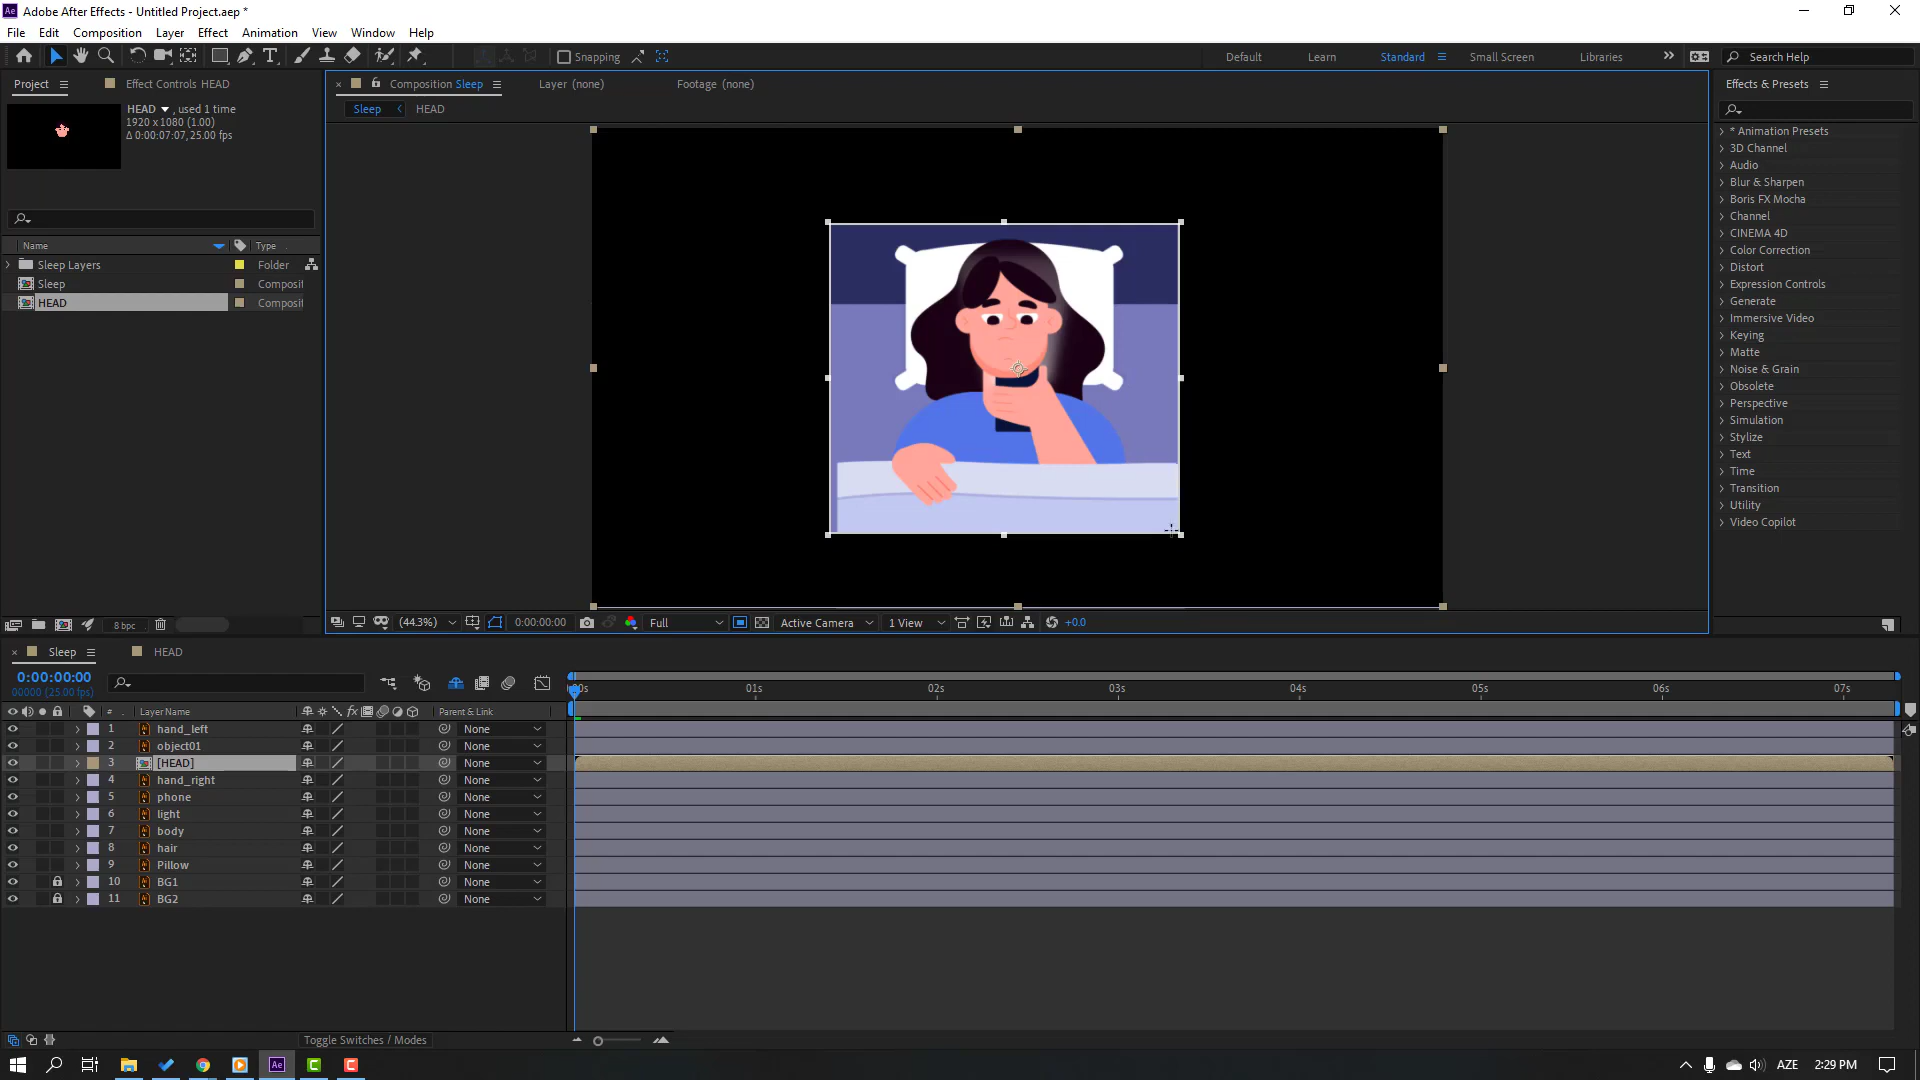 Adobe After Effects - Untitled Project.aep *
File Edit Composition Layer Effect Animation View Window Help
Snapping
Default Learn Standard Small Screen Libraries
Search Help
Project Effect Controls HEAD
HEAD , used 1 time
1920 x 1080 (1.00)
Δ 0:00:07:07, 25.00 fps
Name Type
Sleep Layers Folder
Sleep Composit
HEAD Composit
8 bpc
Composition Sleep Layer (none) Footage (none)
Sleep HEAD
(44.3%) 0:00:00:00 Full Active Camera 1 View +0.0
Effects & Presets
* Animation Presets
3D Channel
Audio
Blur & Sharpen
Boris FX Mocha
Channel
CINEMA 4D
Color Correction
Distort
Expression Controls
Generate
Immersive Video
Keying
Matte
Noise & Grain
Obsolete
Perspective
Simulation
Stylize
Text
Time
Transition
Utility
Video Copilot
Sleep HEAD
0:00:00:00
00000 (25.00 fps)
00s 01s 02s 03s 04s 05s 06s 07s
# Layer Name fx Parent & Link
1 hand_left None
2 object01 None
3 [HEAD] None
4 hand_right None
5 phone None
6 light None
7 body None
8 hair None
9 Pillow None
10 BG1 None
11 BG2 None
Toggle Switches / Modes
Ae AZE 2:29 PM